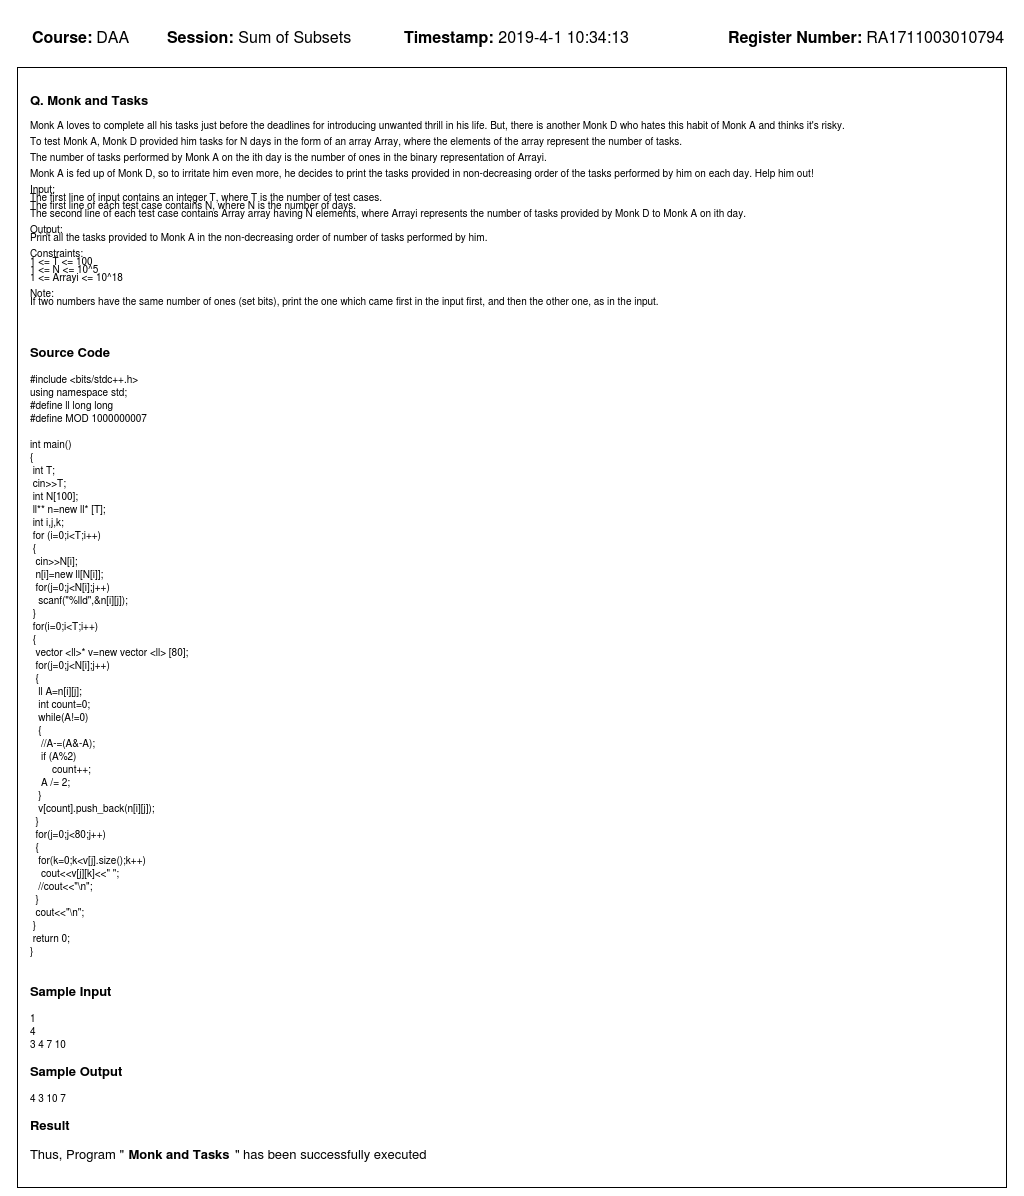 Course: DAA Session: Sum of Subsets Timestamp: 2019-4-1 10:34:13 Register Number: RA1711003010794
Q. Monk and Tasks
Monk A loves to complete all his tasks just before the deadlines for introducing unwanted thrill in his life. But, there is another Monk D who hates this habit of Monk A and thinks it's risky.
To test Monk A, Monk D provided him tasks for N days in the form of an array Array, where the elements of the array represent the number of tasks.
The number of tasks performed by Monk A on the ith day is the number of ones in the binary representation of Arrayi.
Monk A is fed up of Monk D, so to irritate him even more, he decides to print the tasks provided in non-decreasing order of the tasks performed by him on each day. Help him out!
Input:
The first line of input contains an integer T, where T is the number of test cases.
The first line of each test case contains N, where N is the number of days.
The second line of each test case contains Array array having N elements, where Arrayi represents the number of tasks provided by Monk D to Monk A on ith day.
Output:
Print all the tasks provided to Monk A in the non-decreasing order of number of tasks performed by him.
Constraints:
1 <= T <= 100
1 <= N <= 10^5
1 <= Arrayi <= 10^18
Note:
If two numbers have the same number of ones (set bits), print the one which came first in the input first, and then the other one, as in the input.
Source Code
#include <bits/stdc++.h>
using namespace std;
#define ll long long
#define MOD 1000000007
int main()
{
int T;
cin>>T;
int N[100];
ll** n=new ll* [T];
int i,j,k;
for (i=0;i<T;i++)
{
cin>>N[i];
n[i]=new ll[N[i]];
for(j=0;j<N[i];j++)
scanf("%lld",&n[i][j]);
}
for(i=0;i<T;i++)
{
vector <ll>* v=new vector <ll> [80];
for(j=0;j<N[i];j++)
{
ll A=n[i][j];
int count=0;
while(A!=0)
{
//A-=(A&-A);
if (A%2)
count++;
A /= 2;
}
v[count].push_back(n[i][j]);
}
for(j=0;j<80;j++)
{
for(k=0;k<v[j].size();k++)
cout<<v[j][k]<<" ";
//cout<<"\n";
}
cout<<"\n";
}
return 0;
}
Sample Input
1
4
3 4 7 10
Sample Output
4 3 10 7
Result
Thus, Program " Monk and Tasks " has been successfully executed